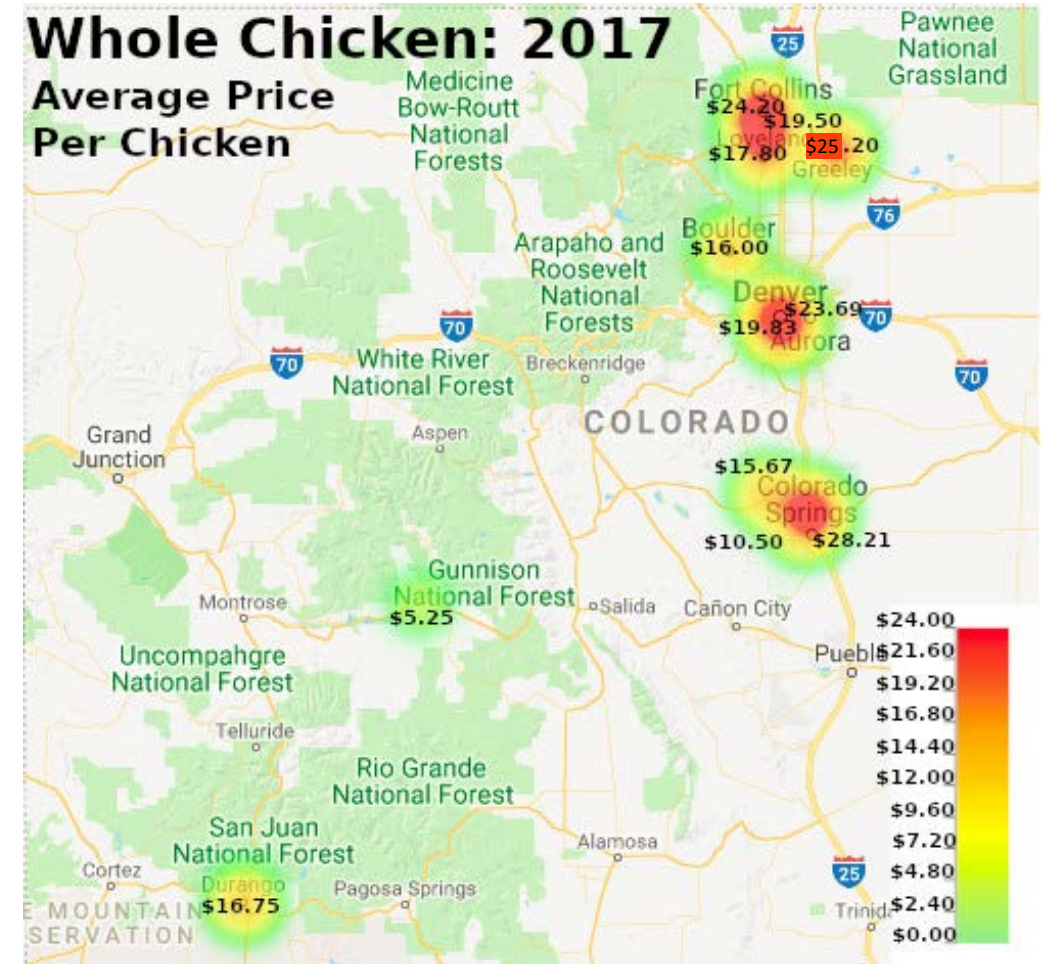 Whole Chicken: 2017
Average Price
Per Chicken
25
Pawnee
National
Grassland
Medicine
Bow-Routt
National
Forests
Fort Collins
$24.20
$19.50
Loveland
$17.80
$25.20
Greeley
76
Boulder
$16.00
Arapaho and
Roosevelt
National
Forests
Denver
$23.69
70
$19.83
Aurora
70
70
White River
National Forest
Breckenridge
70
COLORADO
Grand
Junction
Aspen
$15.67
Colorado
Springs
$10.50
$28.21
Gunnison
National Forest
$5.25
Montrose
Salida
Cañon City
Uncompahgre
National Forest
Telluride
Rio Grande
National Forest
San Juan
National Forest
Alamosa
Cortez
Durango
$16.75
Pagosa Springs
E MOUNTAIN
SERVATION
25
$24.00
$21.60
$19.20
$16.80
$14.40
$12.00
$9.60
$7.20
$4.80
$2.40
$0.00